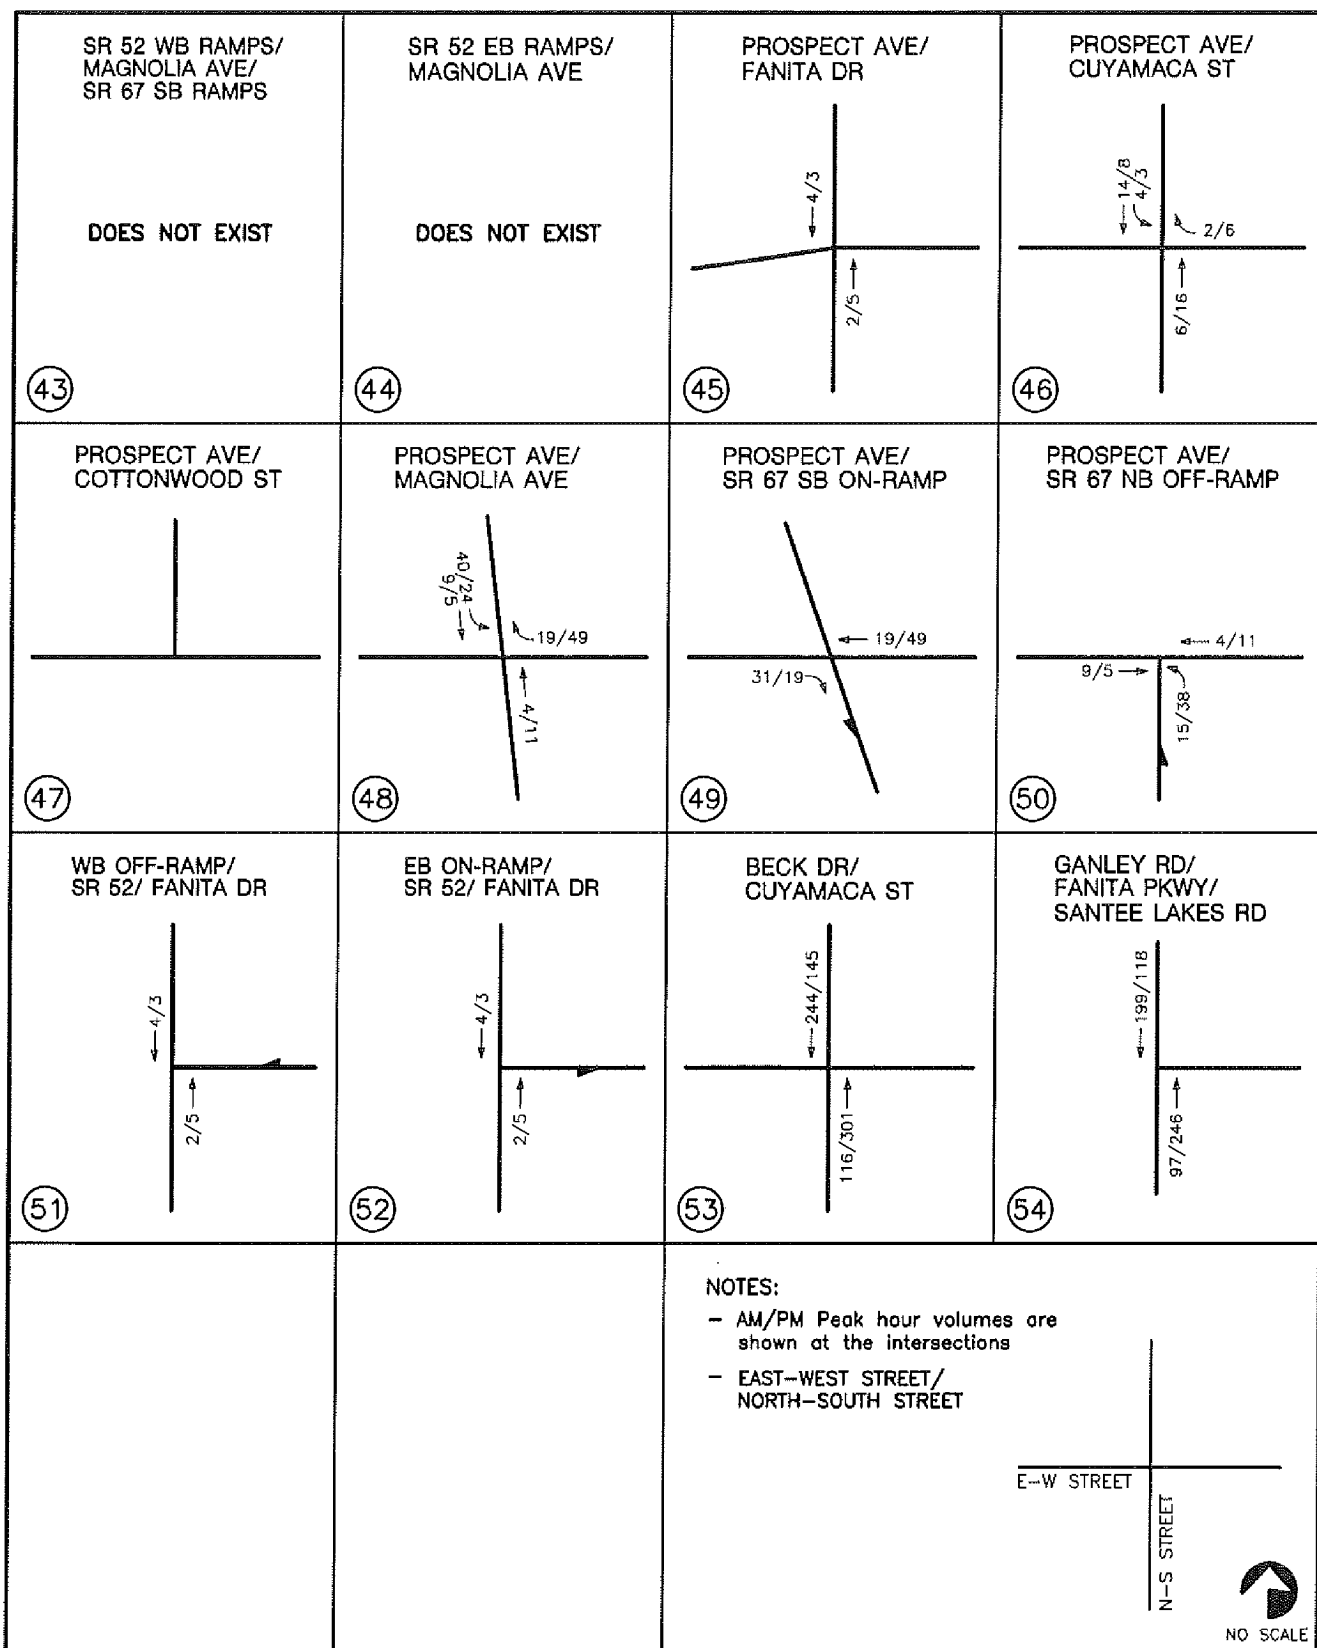 SR 52 WB RAMPS/
MAGNOLIA AVE/
SR 67 SB RAMPS
DOES NOT EXIST
43
SR 52 EB RAMPS/
MAGNOLIA AVE
DOES NOT EXIST
44
PROSPECT AVE/
FANITA DR
4/3
2/5
45
PROSPECT AVE/
CUYAMACA ST
14/8
4/3
2/6
6/16
46
PROSPECT AVE/
COTTONWOOD ST
47
PROSPECT AVE/
MAGNOLIA AVE
40/24
9/5
19/49
4/11
48
PROSPECT AVE/
SR 67 SB ON-RAMP
19/49
31/19
49
PROSPECT AVE/
SR 67 NB OFF-RAMP
4/11
9/5
15/38
50
WB OFF-RAMP/
SR 52/ FANITA DR
4/3
2/5
51
EB ON-RAMP/
SR 52/ FANITA DR
4/3
2/5
52
BECK DR/
CUYAMACA ST
244/145
116/301
53
GANLEY RD/
FANITA PKWY/
SANTEE LAKES RD
199/118
97/246
54
NOTES:
- AM/PM Peak hour volumes are
shown at the intersections
- EAST-WEST STREET/
NORTH-SOUTH STREET
E-W STREET
N-S STREET
NO SCALE